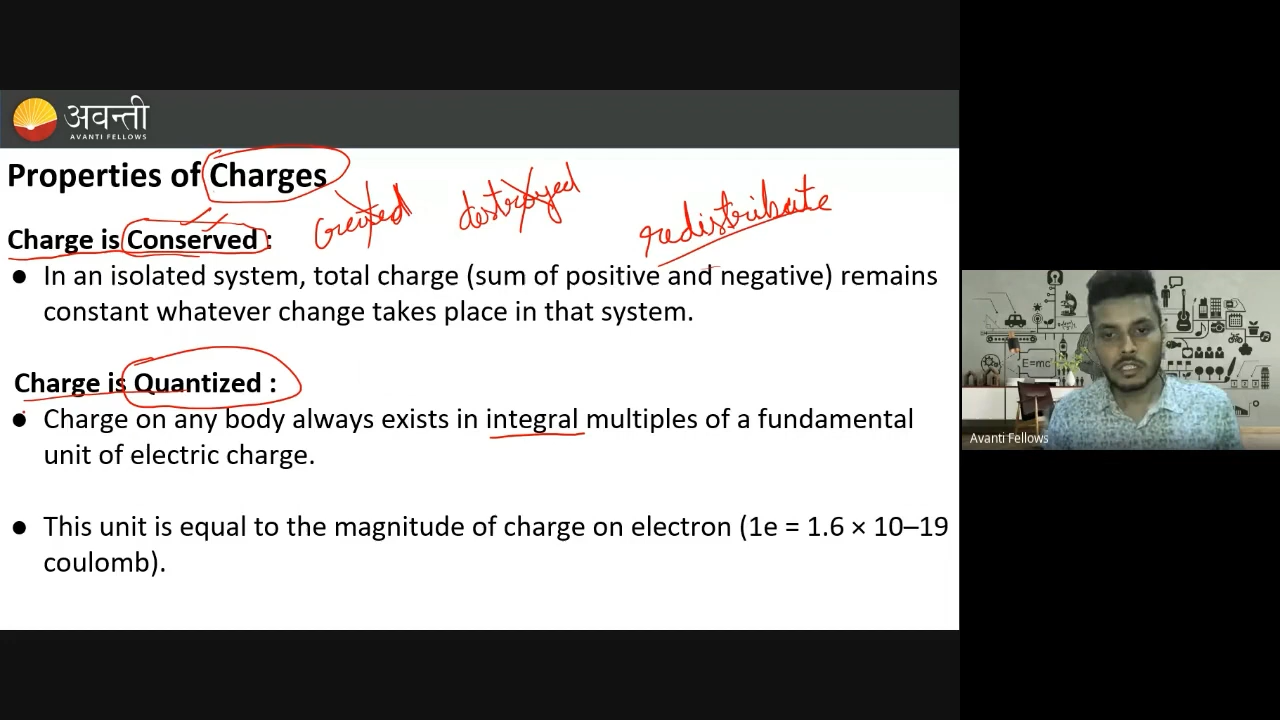 अवन्ती
AVANTI FELLOWS
Properties of Charges
created destroyed redistribute
Charge is Conserved :
● In an isolated system, total charge (sum of positive and negative) remains
constant whatever change takes place in that system.
Charge is Quantized :
● Charge on any body always exists in integral multiples of a fundamental
unit of electric charge.
● This unit is equal to the magnitude of charge on electron (1e = 1.6 × 10–19
coulomb).
E=mc²
Avanti Fellows